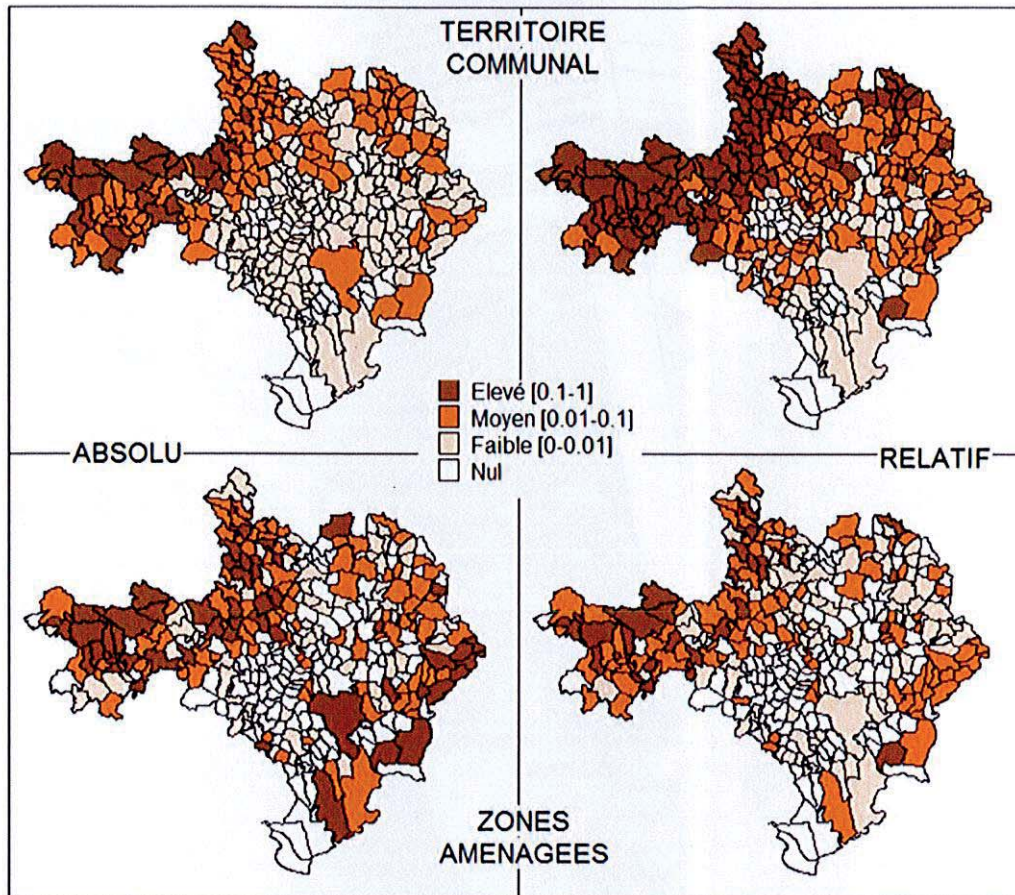 TERRITOIRE
COMMUNAL
Elevé [0.1-1]
Moyen [0.01-0.1]
Faible [0-0.01]
Nul
ABSOLU
RELATIF
ZONES
AMENAGEES